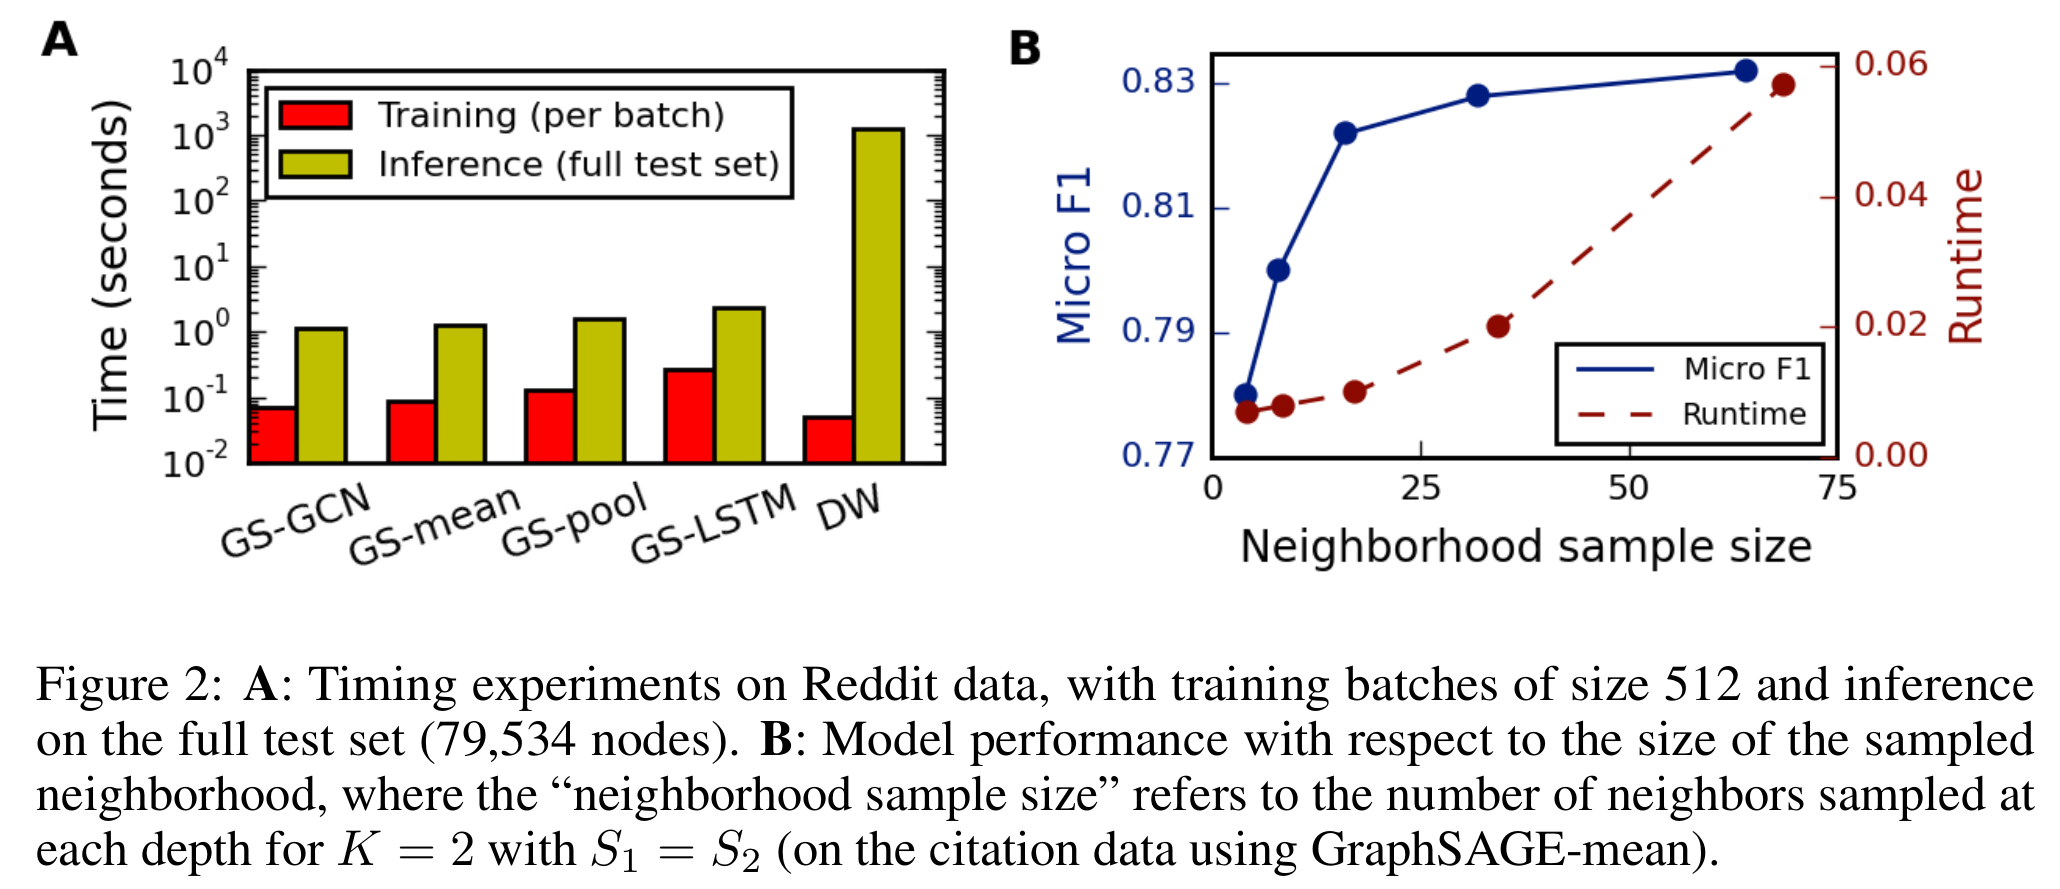 A
Time (seconds)
10^4
10^3
10^2
10^1
10^0
10^-1
10^-2
Training (per batch)
Inference (full test set)
GS-GCN
GS-mean
GS-pool
GS-LSTM
DW
B
Micro F1
0.83
0.81
0.79
0.77
0.06
0.04
0.02
0.00
Runtime
Micro F1
Runtime
0 25 50 75
Neighborhood sample size
Figure 2: A: Timing experiments on Reddit data, with training batches of size 512 and inference
on the full test set (79,534 nodes). B: Model performance with respect to the size of the sampled
neighborhood, where the “neighborhood sample size” refers to the number of neighbors sampled at
each depth for K = 2 with S₁ = S₂ (on the citation data using GraphSAGE-mean).